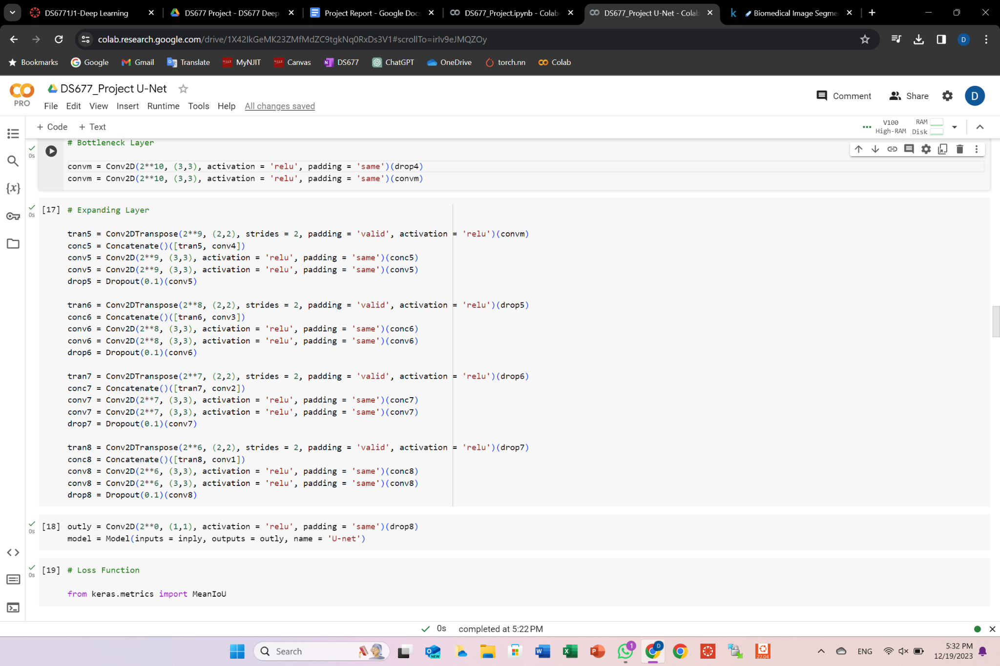 DS6771J1-Deep Learning
DS677 Project - DS677 Deep
Project Report - Google Docs
DS677_Project.ipynb - Colab
DS677_Project U-Net - Colab
Biomedical Image Segme
colab.research.google.com/drive/1X42IkGeMK23ZMfMdZC9tgkNq0RxDs3V1#scrollTo=irIv9eJMQZOy
Bookmarks Google Gmail Translate MyNJIT Canvas DS677 ChatGPT OneDrive torch.nn Colab
DS677_Project U-Net
PRO
File Edit View Insert Runtime Tools Help All changes saved
Comment Share D
+ Code + Text
V100 High-RAM
RAM
Disk
# Bottleneck Layer
0s
convm = Conv2D(2**10, (3,3), activation = 'relu', padding = 'same')(drop4)
convm = Conv2D(2**10, (3,3), activation = 'relu', padding = 'same')(convm)
0s
[17] # Expanding Layer
tran5 = Conv2DTranspose(2**9, (2,2), strides = 2, padding = 'valid', activation = 'relu')(convm)
conc5 = Concatenate()([tran5, conv4])
conv5 = Conv2D(2**9, (3,3), activation = 'relu', padding = 'same')(conc5)
conv5 = Conv2D(2**9, (3,3), activation = 'relu', padding = 'same')(conv5)
drop5 = Dropout(0.1)(conv5)
tran6 = Conv2DTranspose(2**8, (2,2), strides = 2, padding = 'valid', activation = 'relu')(drop5)
conc6 = Concatenate()([tran6, conv3])
conv6 = Conv2D(2**8, (3,3), activation = 'relu', padding = 'same')(conc6)
conv6 = Conv2D(2**8, (3,3), activation = 'relu', padding = 'same')(conv6)
drop6 = Dropout(0.1)(conv6)
tran7 = Conv2DTranspose(2**7, (2,2), strides = 2, padding = 'valid', activation = 'relu')(drop6)
conc7 = Concatenate()([tran7, conv2])
conv7 = Conv2D(2**7, (3,3), activation = 'relu', padding = 'same')(conc7)
conv7 = Conv2D(2**7, (3,3), activation = 'relu', padding = 'same')(conv7)
drop7 = Dropout(0.1)(conv7)
tran8 = Conv2DTranspose(2**6, (2,2), strides = 2, padding = 'valid', activation = 'relu')(drop7)
conc8 = Concatenate()([tran8, conv1])
conv8 = Conv2D(2**6, (3,3), activation = 'relu', padding = 'same')(conc8)
conv8 = Conv2D(2**6, (3,3), activation = 'relu', padding = 'same')(conv8)
drop8 = Dropout(0.1)(conv8)
0s
[18] outly = Conv2D(2**0, (1,1), activation = 'relu', padding = 'same')(drop8)
model = Model(inputs = inply, outputs = outly, name = 'U-net')
0s
[19] # Loss Function
from keras.metrics import MeanIoU
0s completed at 5:22 PM
Search
NEW
1
D
22.04
ENG
5:32 PM
12/19/2023